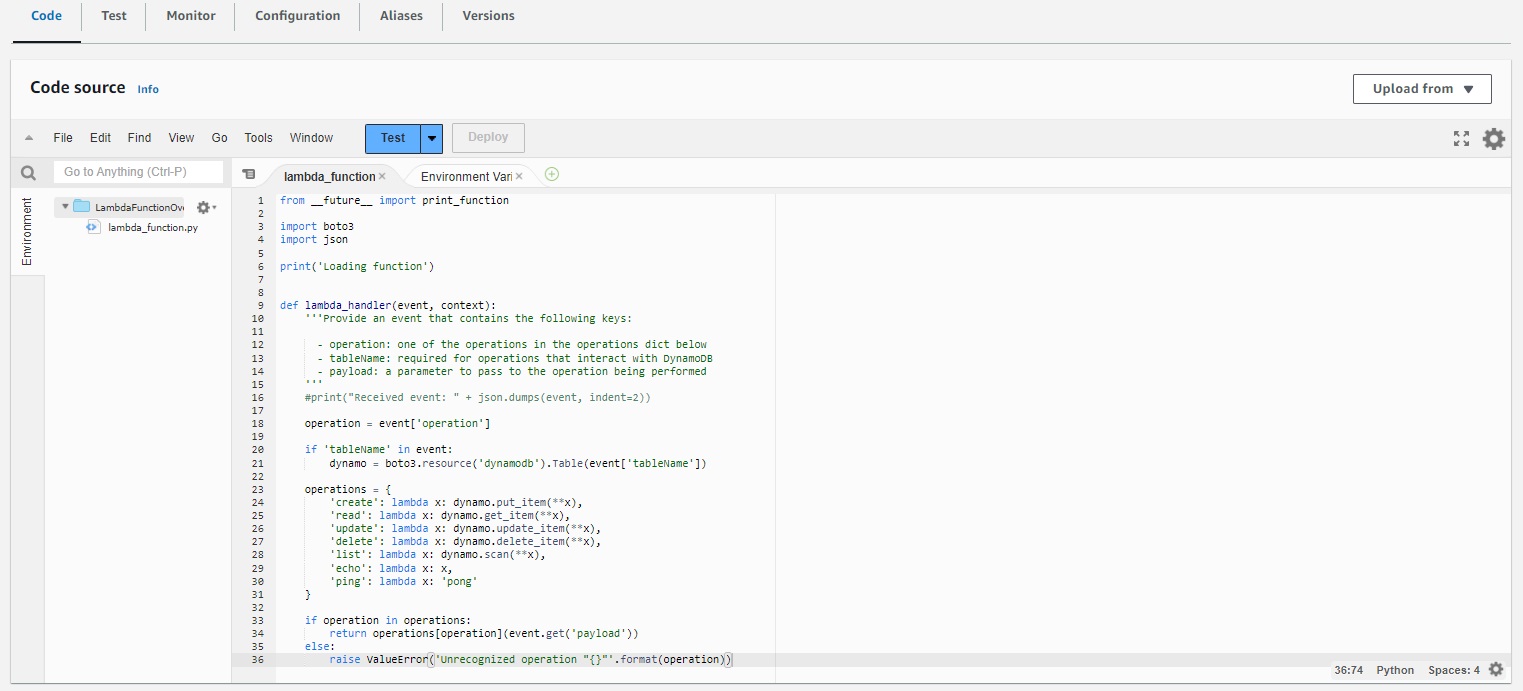 Code Test Monitor Configuration Aliases Versions
Code source Info
Upload from
File Edit Find View Go Tools Window Test Deploy
Go to Anything (Ctrl-P)
lambda_function × Environment Vari ×
Environment
LambdaFunctionOve
lambda_function.py
1 from __future__ import print_function
2
3 import boto3
4 import json
5
6 print('Loading function')
7
8
9 def lambda_handler(event, context):
10     '''Provide an event that contains the following keys:
11
12       - operation: one of the operations in the operations dict below
13       - tableName: required for operations that interact with DynamoDB
14       - payload: a parameter to pass to the operation being performed
15     '''
16     #print("Received event: " + json.dumps(event, indent=2))
17
18     operation = event['operation']
19
20     if 'tableName' in event:
21         dynamo = boto3.resource('dynamodb').Table(event['tableName'])
22
23     operations = {
24         'create': lambda x: dynamo.put_item(**x),
25         'read': lambda x: dynamo.get_item(**x),
26         'update': lambda x: dynamo.update_item(**x),
27         'delete': lambda x: dynamo.delete_item(**x),
28         'list': lambda x: dynamo.scan(**x),
29         'echo': lambda x: x,
30         'ping': lambda x: 'pong'
31     }
32
33     if operation in operations:
34         return operations[operation](event.get('payload'))
35     else:
36         raise ValueError('Unrecognized operation "{}"'.format(operation))
36:74 Python Spaces: 4